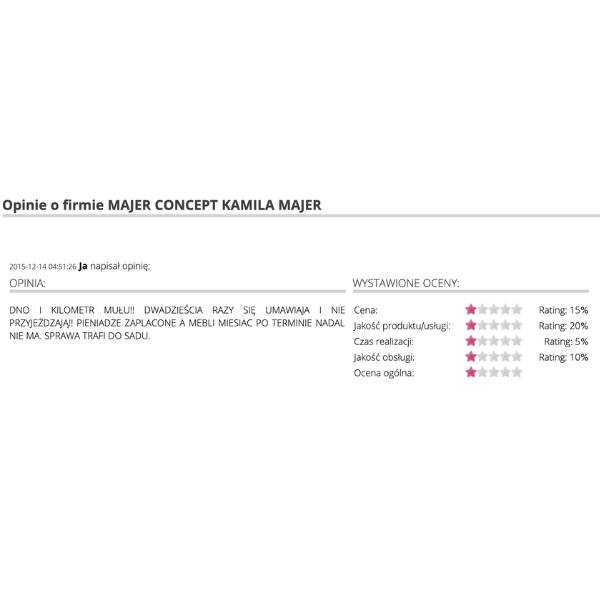 Opinie o firmie MAJER CONCEPT KAMILA MAJER
2015-12-14 04:51:26 Ja napisał opinię:
OPINIA:
DNO I KILOMETR MUŁU!! DWADZIEŚCIA RAZY SIĘ UMAWIAJA I NIE
PRZYJEŻDZAJĄ!! PIENIADZE ZAPLACONE A MEBLI MIESIAC PO TERMINIE NADAL
NIE MA. SPRAWA TRAFI DO SADU.
WYSTAWIONE OCENY:
Cena: Rating: 15%
Jakość produktu/usługi: Rating: 20%
Czas realizacji: Rating: 5%
Jakość obsługi: Rating: 10%
Ocena ogólna: